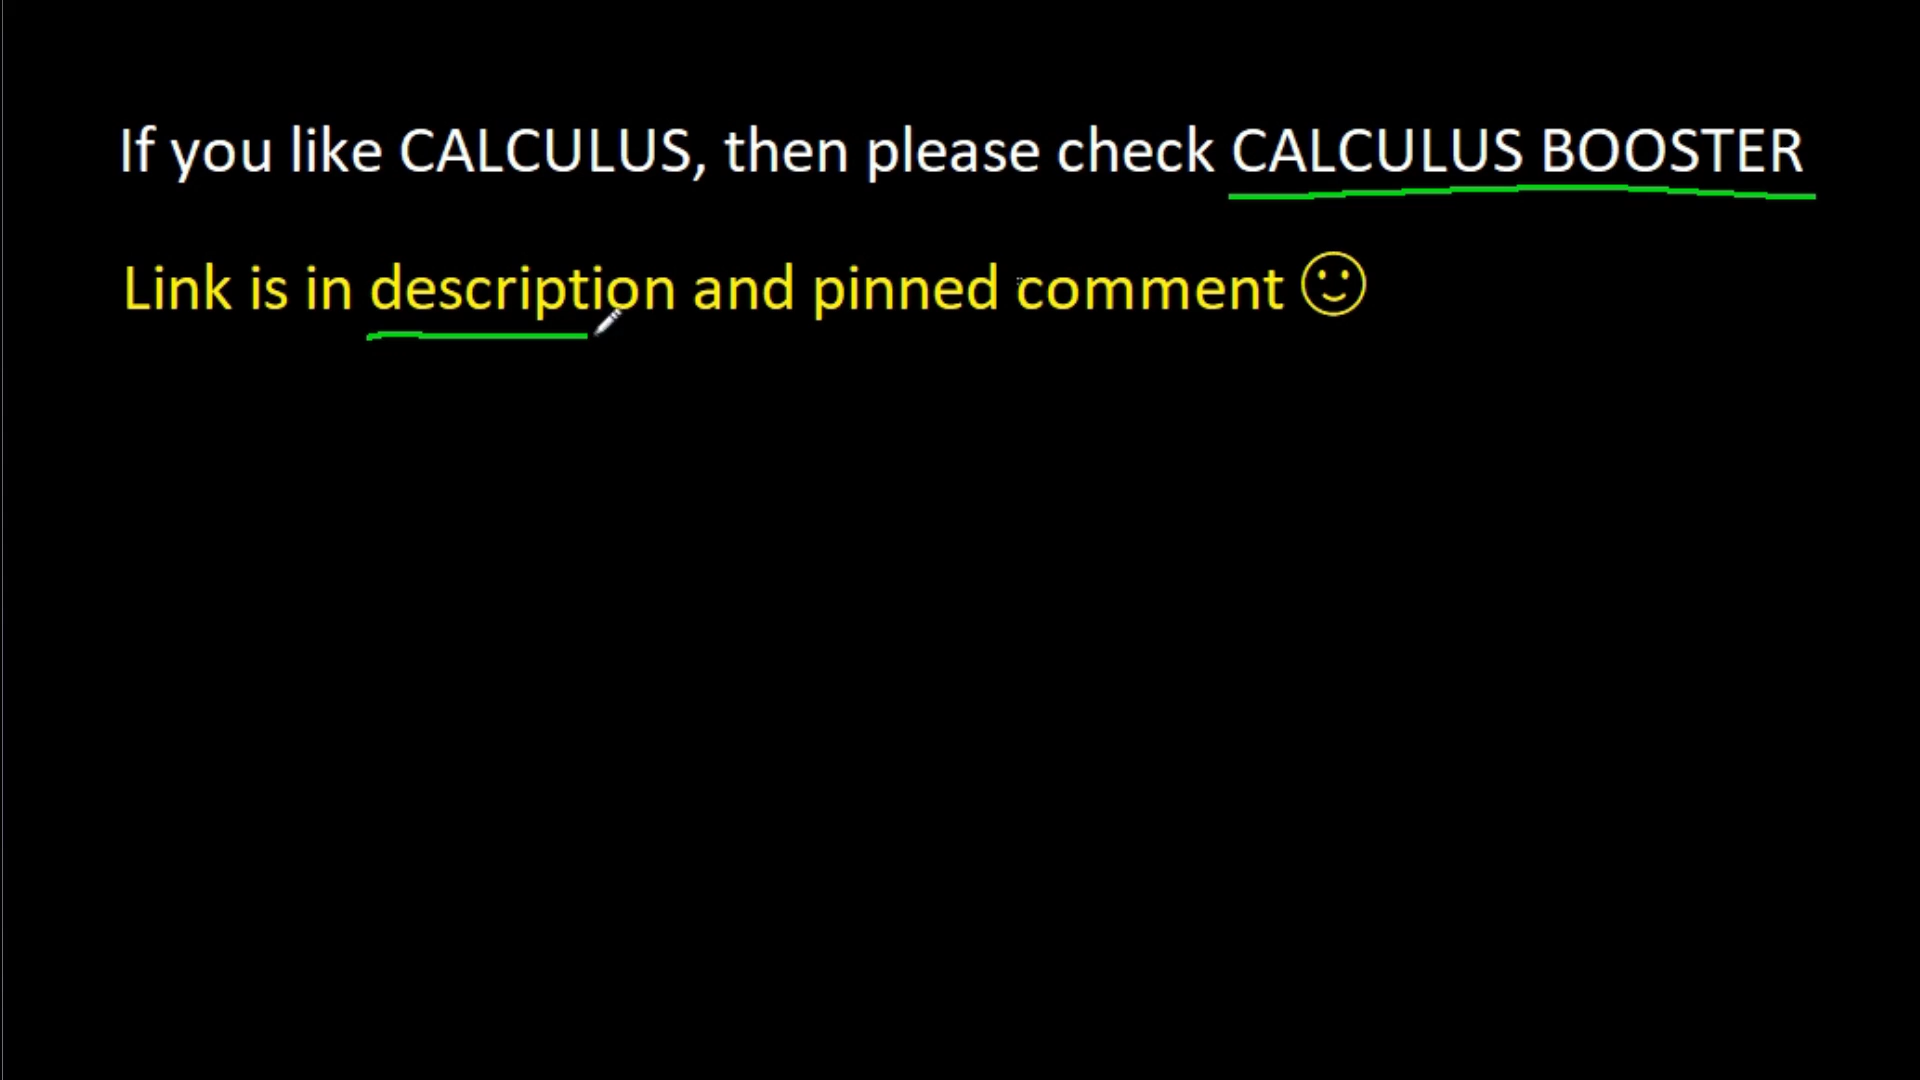 If you like CALCULUS, then please check CALCULUS BOOSTER
Link is in description and pinned comment ☺